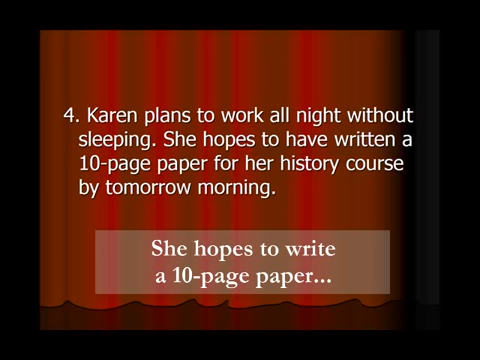 4. Karen plans to work all night without
sleeping. She hopes to have written a
10-page paper for her history course
by tomorrow morning.
She hopes to write
a 10-page paper...